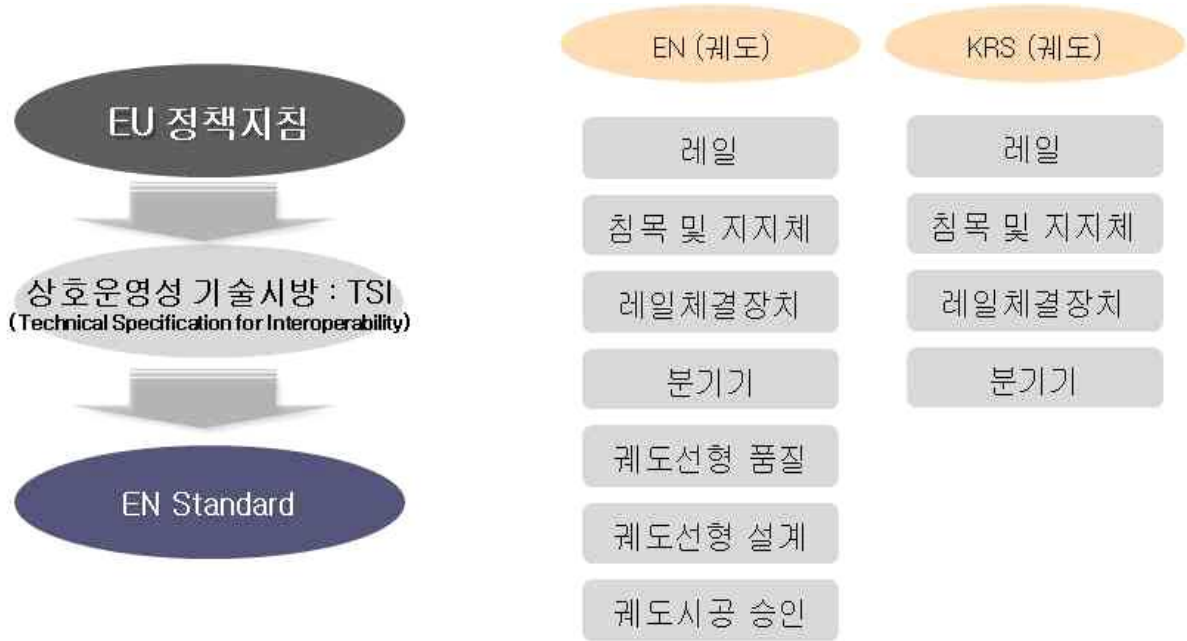 EU 정책지침
상호운영성 기술시방 : TSI
(Technical Specification for Interoperability)
EN Standard
EN (궤도)
레일
침목 및 지지체
레일체결장치
분기기
궤도선형 품질
궤도선형 설계
궤도시공 승인
KRS (궤도)
레일
침목 및 지지체
레일체결장치
분기기